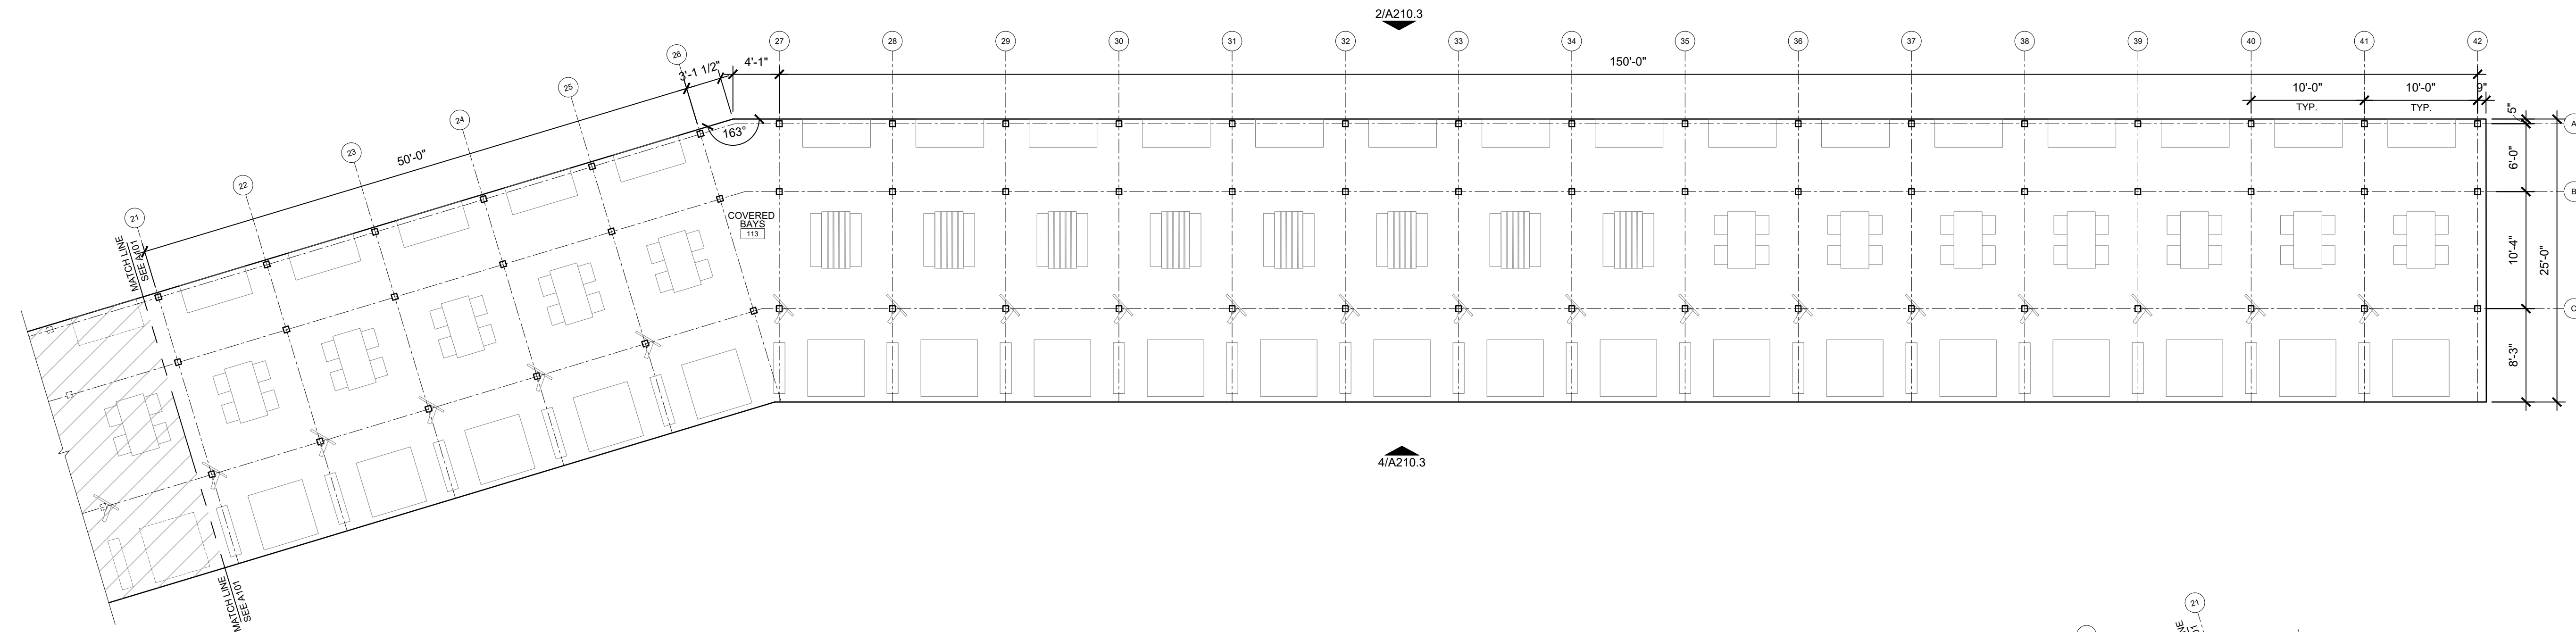 2/A210.3
26
27
28
29
30
31
32
33
34
35
36
37
38
39
40
41
42
3'-1 1/2"
4'-1"
150'-0"
10'-0"
TYP.
10'-0"
TYP.
9"
25
24
23
22
21
50'-0"
163°
5"
A
6'-0"
B
10'-4"
25'-0"
C
8'-3"
COVERED
BAYS
113
MATCH LINE
SEE A101
4/A210.3
MATCH LINE
SEE A101
21